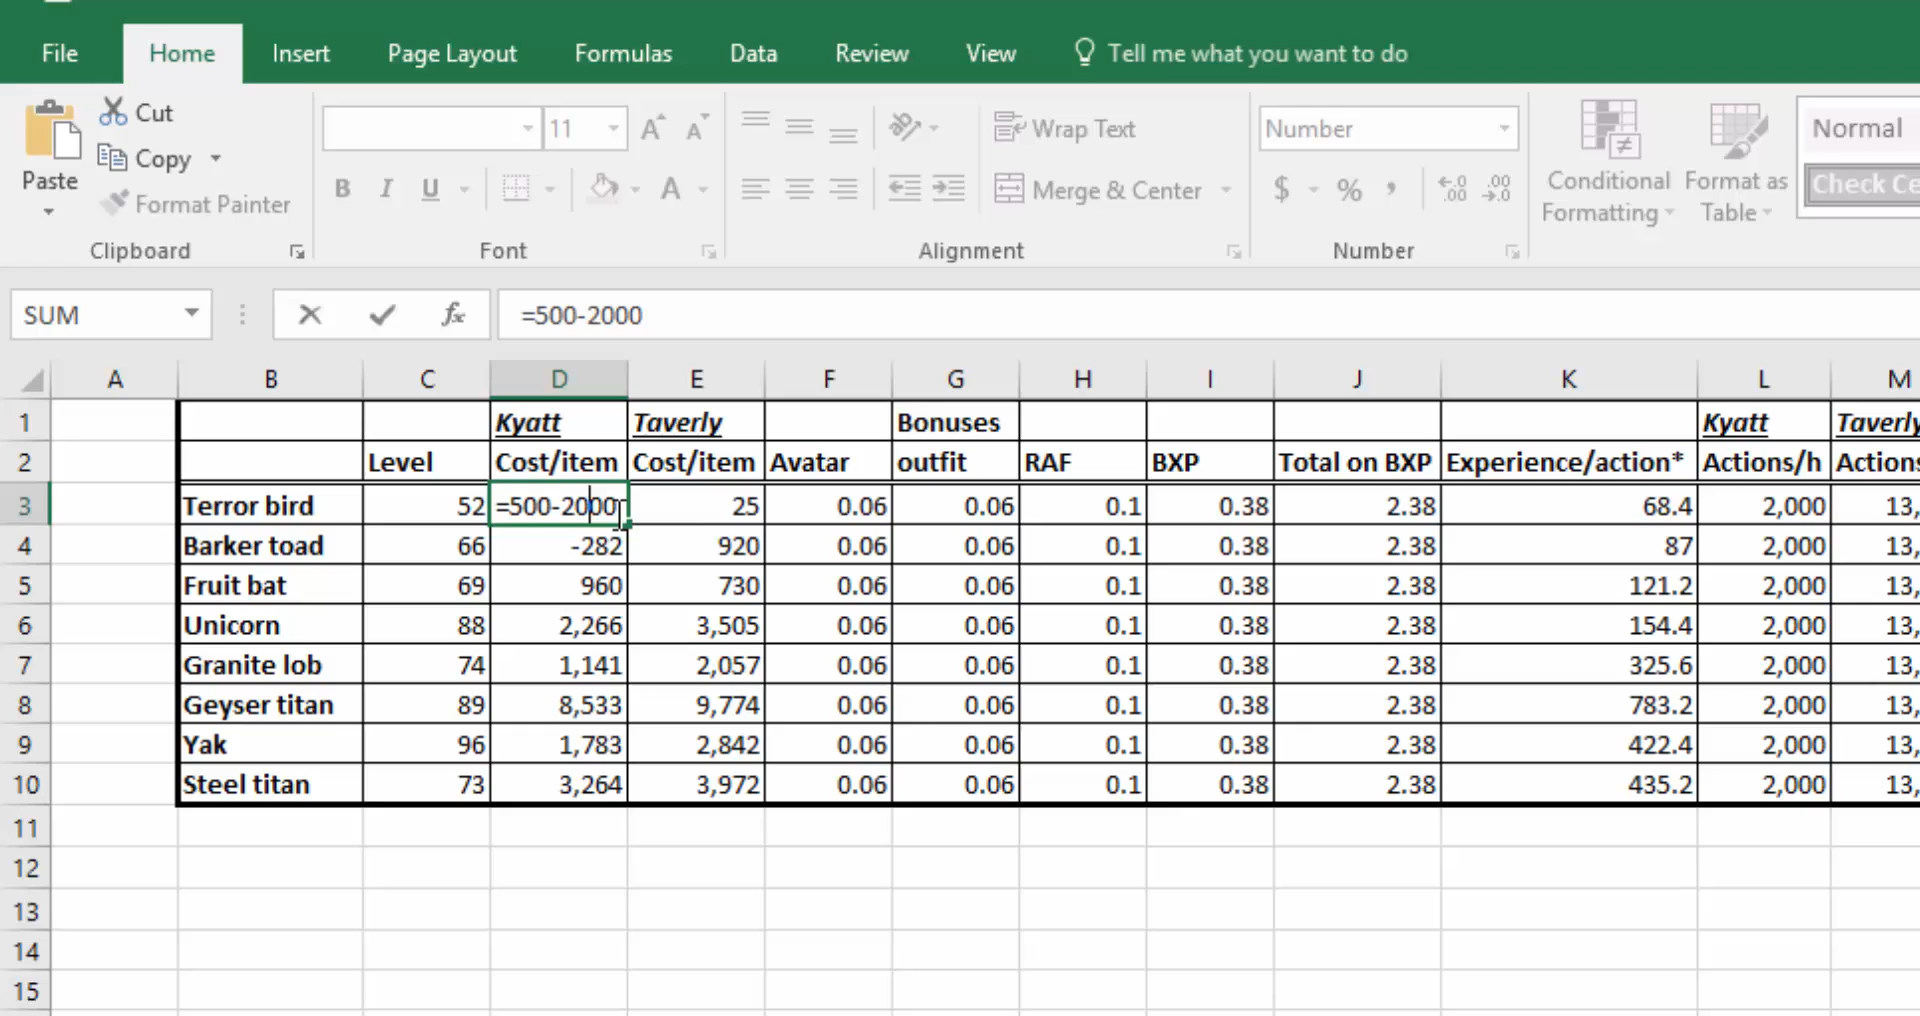 File Home Insert Page Layout Formulas Data Review View Tell me what you want to do
Cut
Copy
Paste
Format Painter
Clipboard
11
B I U A
Font
Wrap Text
Merge & Center
Alignment
Number
$ % ,
Number
Conditional Formatting
Format as Table
Normal
SUM fx =500-2000
A B C D E F G H I J K L M
1 Kyatt Taverly Bonuses Kyatt Taverly
2 Level Cost/item Cost/item Avatar outfit RAF BXP Total on BXP Experience/action* Actions/h Actions
3 Terror bird 52 =500-2000 25 0.06 0.06 0.1 0.38 2.38 68.4 2,000 13,
4 Barker toad 66 -282 920 0.06 0.06 0.1 0.38 2.38 87 2,000 13,
5 Fruit bat 69 960 730 0.06 0.06 0.1 0.38 2.38 121.2 2,000 13,
6 Unicorn 88 2,266 3,505 0.06 0.06 0.1 0.38 2.38 154.4 2,000 13,
7 Granite lob 74 1,141 2,057 0.06 0.06 0.1 0.38 2.38 325.6 2,000 13,
8 Geyser titan 89 8,533 9,774 0.06 0.06 0.1 0.38 2.38 783.2 2,000 13,
9 Yak 96 1,783 2,842 0.06 0.06 0.1 0.38 2.38 422.4 2,000 13,
10 Steel titan 73 3,264 3,972 0.06 0.06 0.1 0.38 2.38 435.2 2,000 13,
11
12
13
14
15